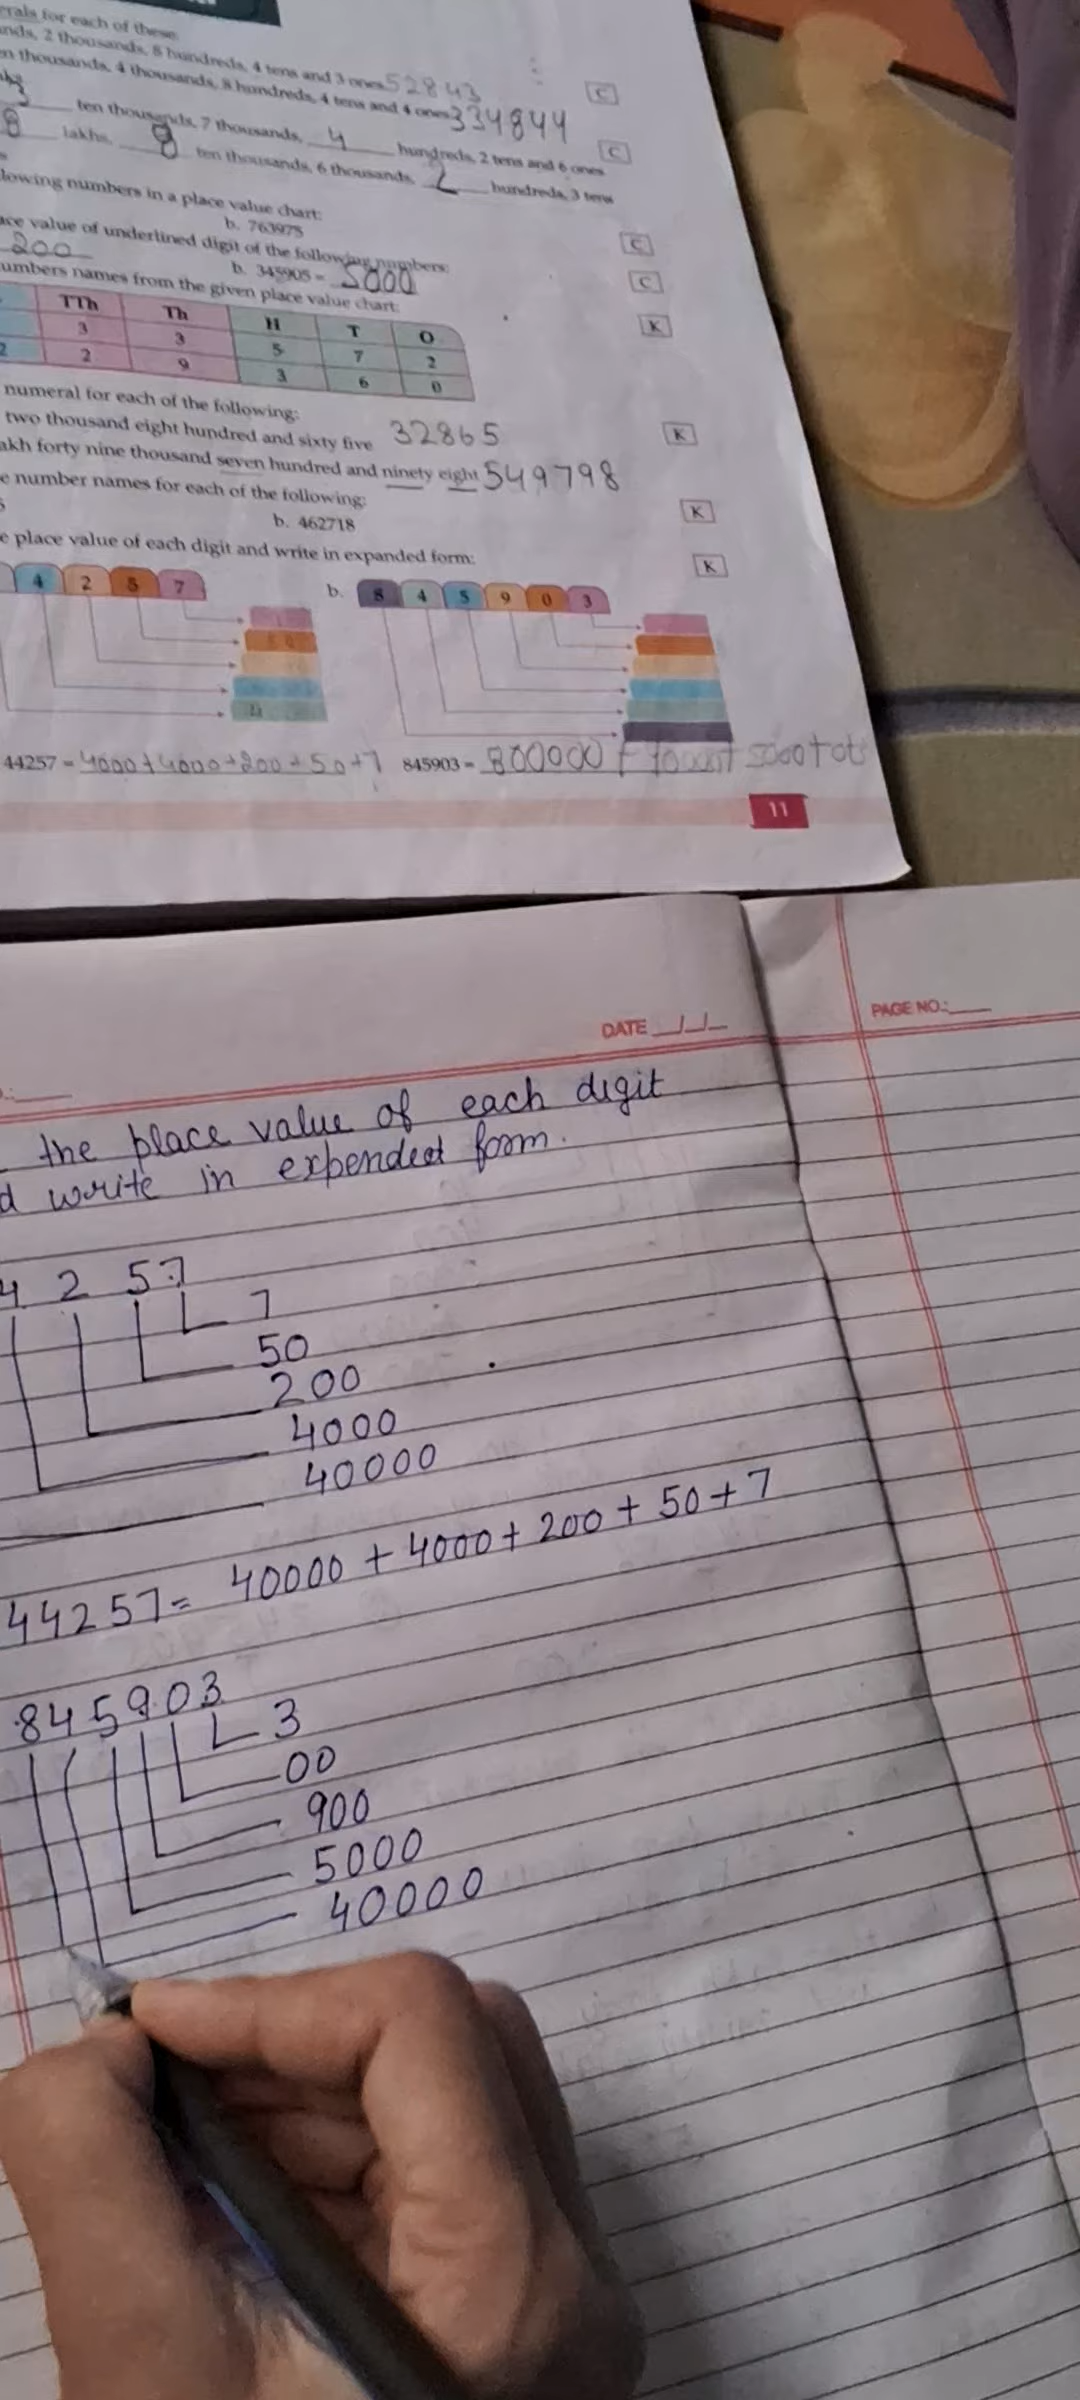 erals for each of these:
ands, 2 thousands, 8 hundreds, 4 tens and 3 ones 52843
C
en thousands, 4 thousands, 8 hundreds, 4 tens and 4 ones 334844
C
3 ten thousands, 7 thousands, 4 hundreds, 2 tens and 6 ones
8 lakhs, 8 ten thousands, 6 thousands, 2 hundreds, 3 tens
lowing numbers in a place value chart:
C
b. 763975
ace value of underlined digit of the following numbers:
C
200 b. 345905 = 5000
umbers names from the given place value chart:
K
TTh Th H T O
3 3 5 7 2
2 2 9 3 6 0
numeral for each of the following:
K
two thousand eight hundred and sixty five 32865
akh forty nine thousand seven hundred and ninety eight 549798
e number names for each of the following:
K
b. 462718
e place value of each digit and write in expanded form:
K
4 2 5 7
b. 8 4 5 9 0 3
44257 = 4000+4000+200+50+7 845903 = 800000 +
11
DATE
PAGE NO.:
the place value of each digit
d write in expended form.
4 2 5 7
7
50
200
4000
40000
44257= 40000 + 4000 + 200 + 50 + 7
845903
3
00
900
5000
40000